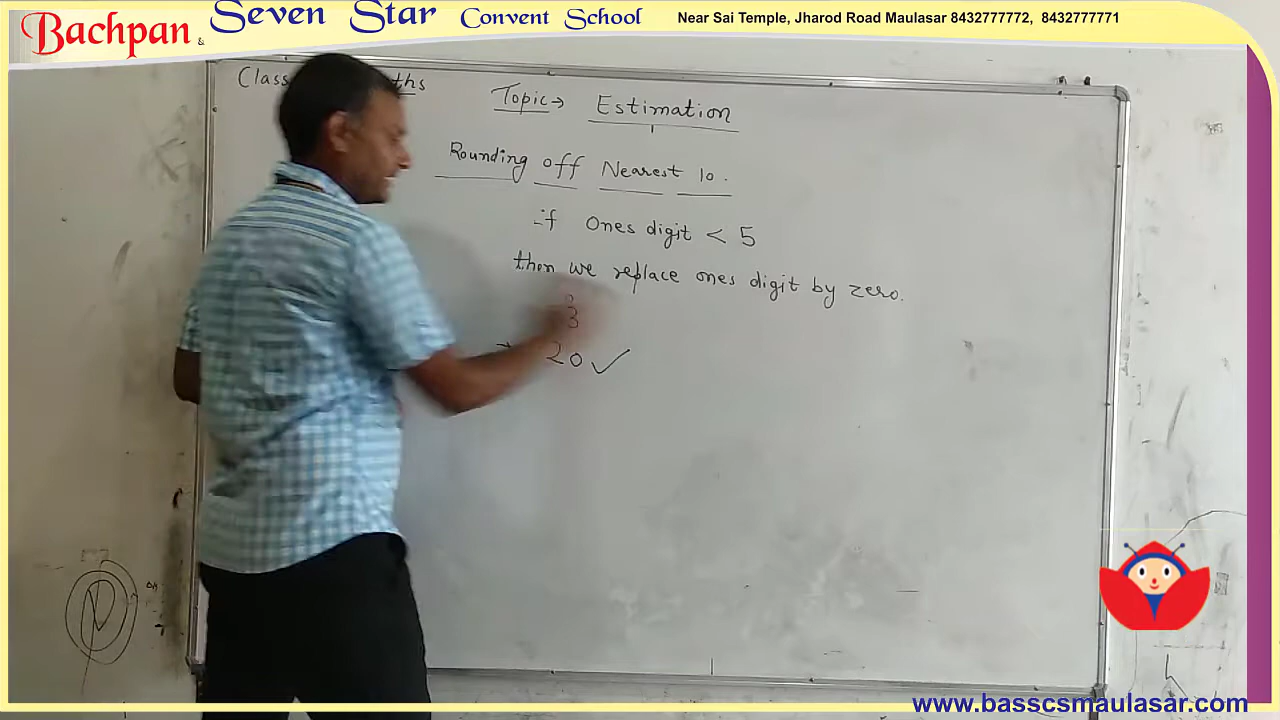 Bachpan & Seven Star Convent School Near Sai Temple, Jharod Road Maulasar 8432777772, 8432777771
Topic → Estimation
Rounding off Nearest 10.
if Ones digit < 5
then we replace ones digit by zero.
3
→ 20 ✓
www.basscsmaulasar.com